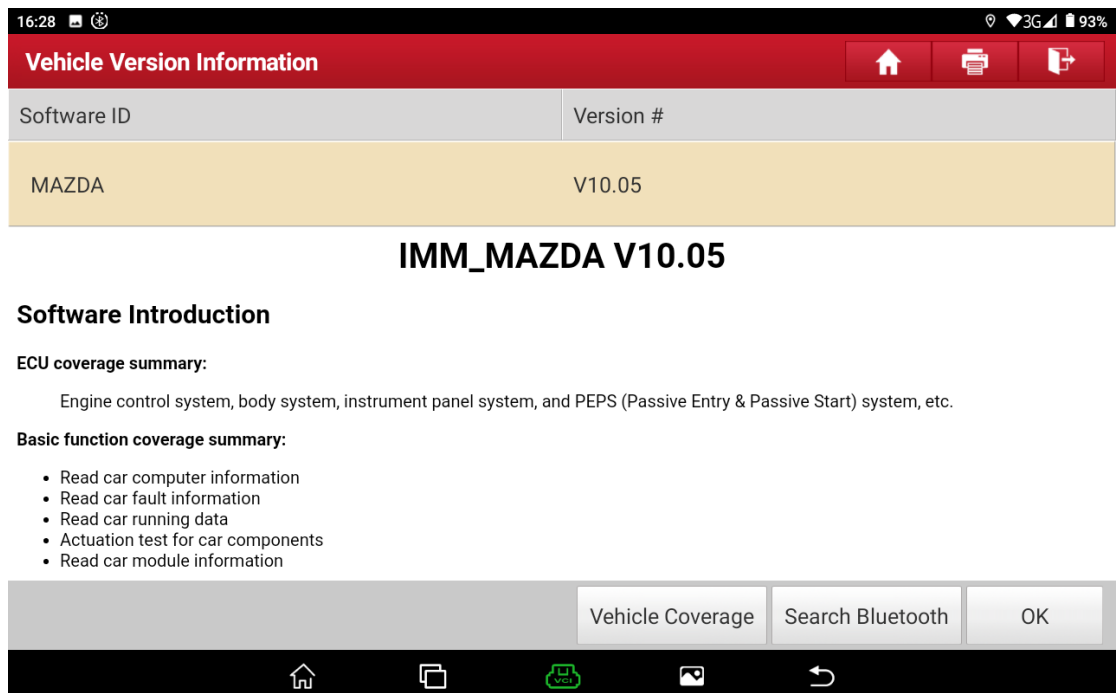 16:28 3G 93%
Vehicle Version Information
Software ID Version #
MAZDA V10.05
IMM_MAZDA V10.05
Software Introduction
ECU coverage summary:
Engine control system, body system, instrument panel system, and PEPS (Passive Entry & Passive Start) system, etc.
Basic function coverage summary:
• Read car computer information
• Read car fault information
• Read car running data
• Actuation test for car components
• Read car module information
Vehicle Coverage Search Bluetooth OK
VCI